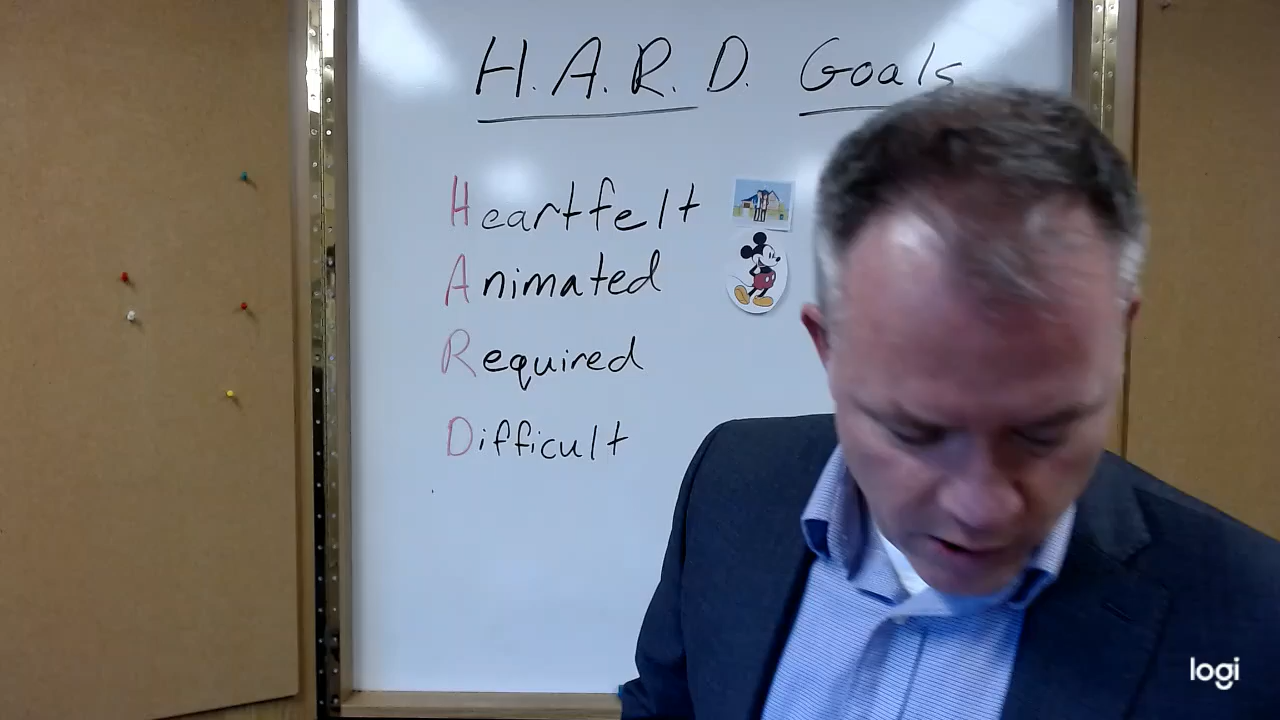 H.A.R.D. Goals
Heartfelt
Animated
Required
Difficult
logi